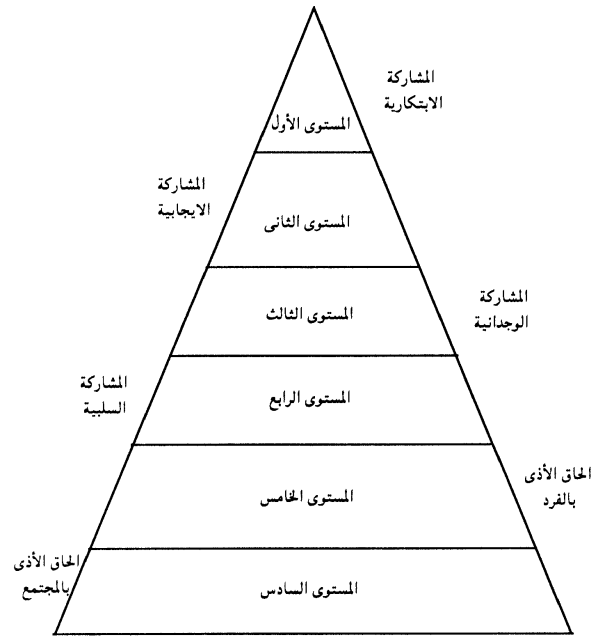 المشاركة
الابتكارية
المستوى الأول
المشاركة
الايجابية
المستوى الثانى
المشاركة
الوجدانية
المستوى الثالث
المشاركة
السلبية
المستوى الرابع
الحاق الأذى
بالفرد
المستوى الخامس
الحاق الأذى
بالمجتمع
المستوى السادس